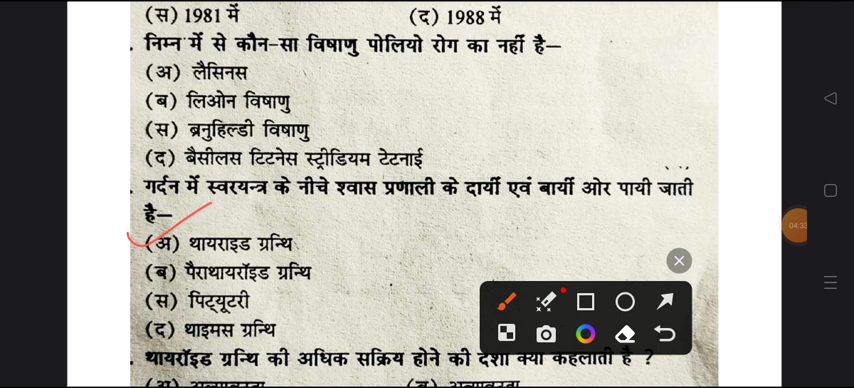 (स) 1981 में (द) 1988 में
. निम्न में से कौन-सा विषाणु पोलियो रोग का नहीं है—
(अ) लैसिनस
(ब) लिओन विषाणु
(स) ब्रनुहिल्डी विषाणु
(द) बैसीलस टिटनेस स्ट्रीडियम टेटनाई
. गर्दन में स्वरयन्त्र के नीचे श्वास प्रणाली के दायीं एवं बायीं ओर पायी जाती
है—
(अ) थायराइड ग्रन्थि
(ब) पैराथायरॉइड ग्रन्थि
(स) पिट्यूटरी
(द) थाइमस ग्रन्थि
. थायरॉइड ग्रन्थि की अधिक सक्रिय होने की दशा क्या कहलाती है ?
04:33